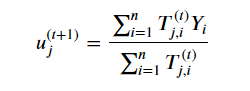 u_j^{(t+1)} = \frac{\sum_{i=1}^{n} T_{j,i}^{(t)} Y_i}{\sum_{i=1}^{n} T_{j,i}^{(t)}}